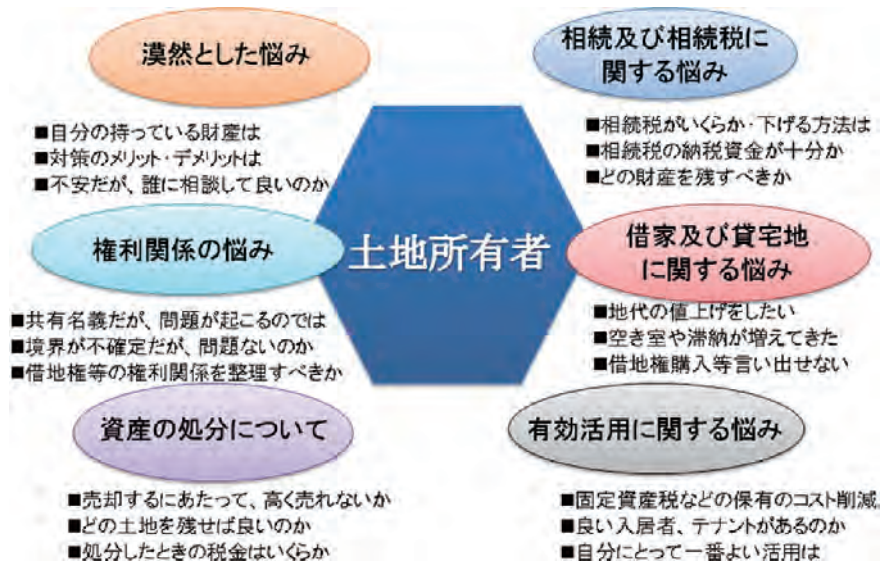 漠然とした悩み
■自分の持っている財産は
■対策のメリット・デメリットは
■不安だが、誰に相談して良いのか
相続及び相続税に
関する悩み
■相続税がいくらか・下げる方法は
■相続税の納税資金が十分か
■どの財産を残すべきか
土地所有者
権利関係の悩み
■共有名義だが、問題が起こるのでは
■境界が不確定だが、問題ないのか
■借地権等の権利関係を整理すべきか
借家及び貸宅地
に関する悩み
■地代の値上げをしたい
■空き室や滞納が増えてきた
■借地権購入等言い出せない
資産の処分について
■売却するにあたって、高く売れないか
■どの土地を残せば良いのか
■処分したときの税金はいくらか
有効活用に関する悩み
■固定資産税などの保有のコスト削減
■良い入居者、テナントがあるのか
■自分にとって一番よい活用は